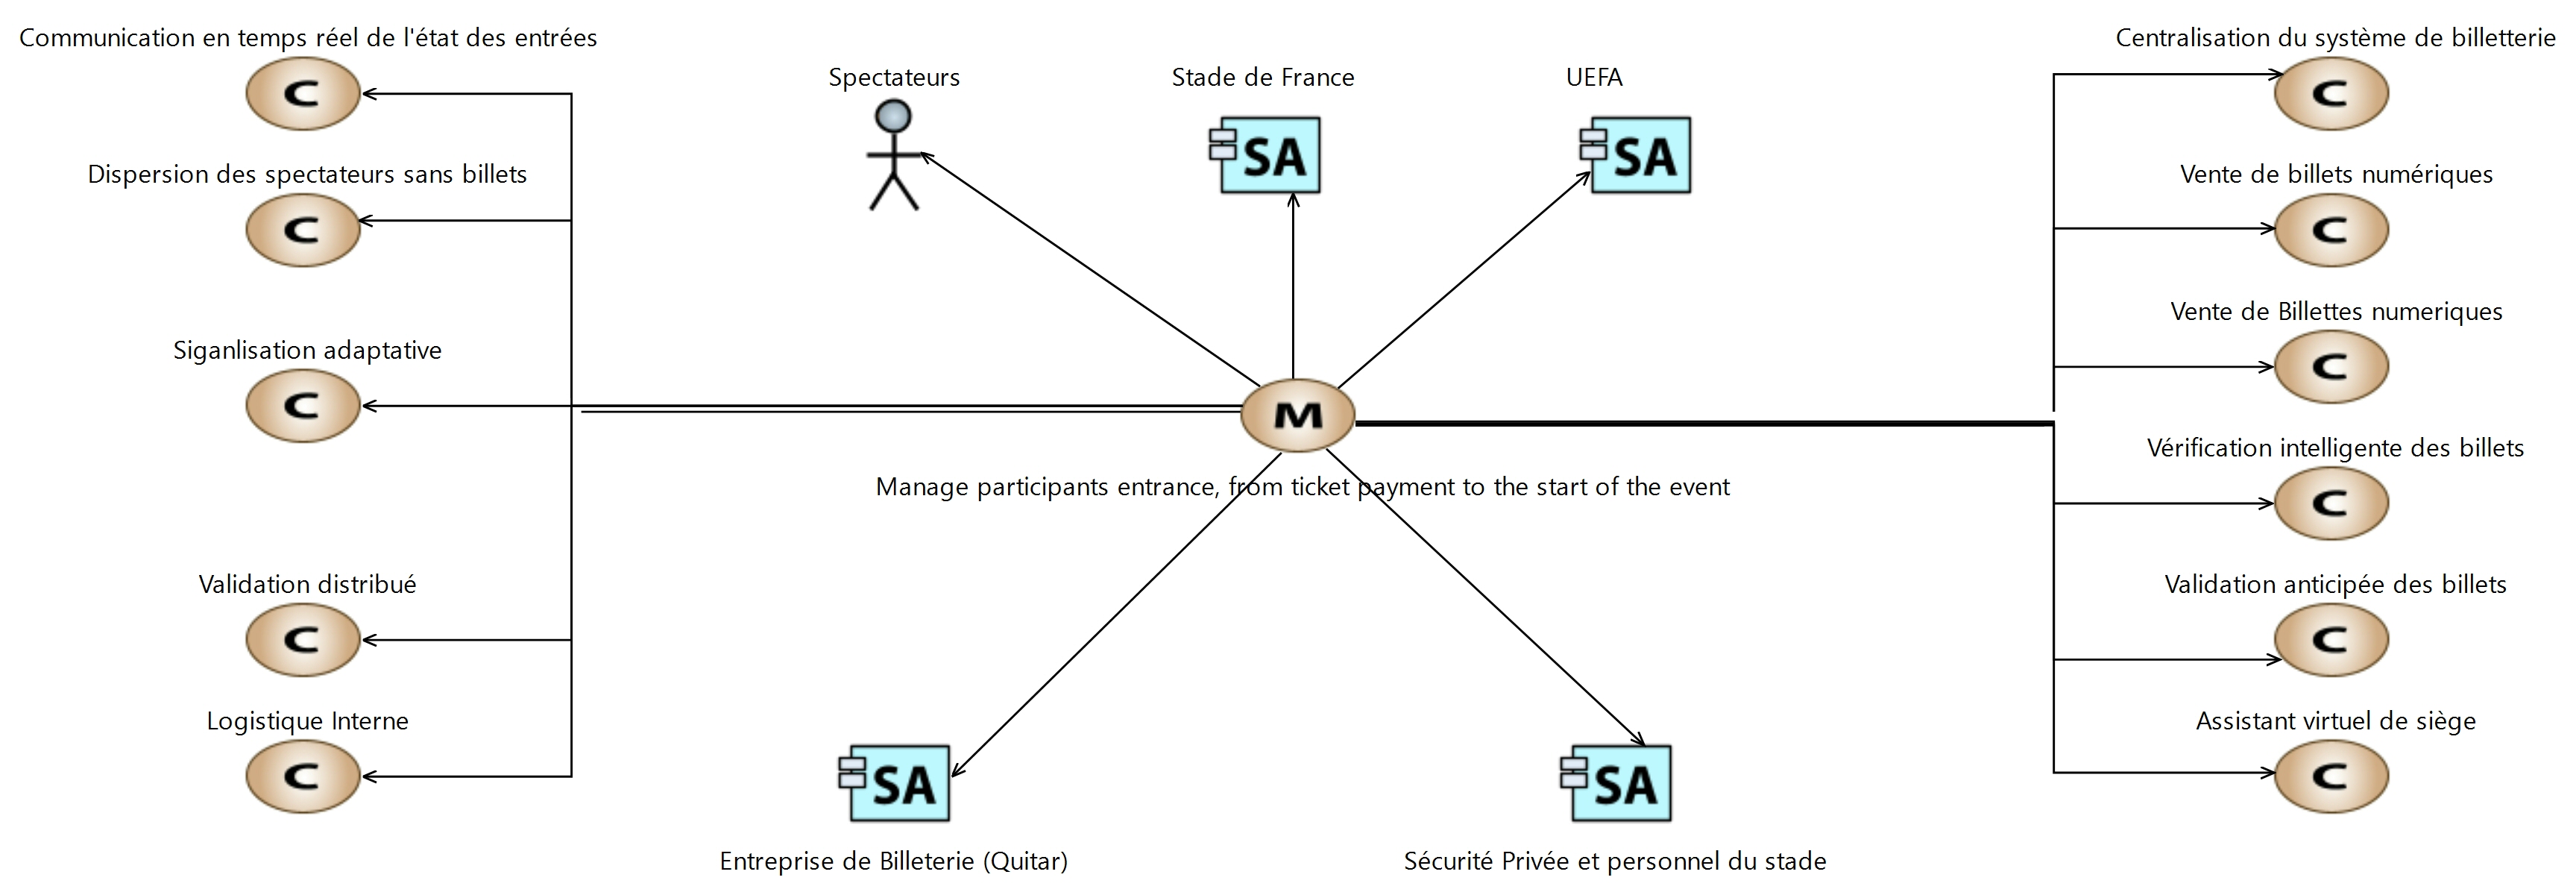 Communication en temps réel de l'état des entrées
C
Dispersion des spectateurs sans billets
C
Siganlisation adaptative
C
Validation distribué
C
Logistique Interne
C
Spectateurs
Stade de France
SA
UEFA
SA
M
Manage participants entrance, from ticket payment to the start of the event
SA
Entreprise de Billeterie (Quitar)
SA
Sécurité Privée et personnel du stade
Centralisation du système de billetterie
C
Vente de billets numériques
C
Vente de Billettes numeriques
C
Vérification intelligente des billets
C
Validation anticipée des billets
C
Assistant virtuel de siège
C